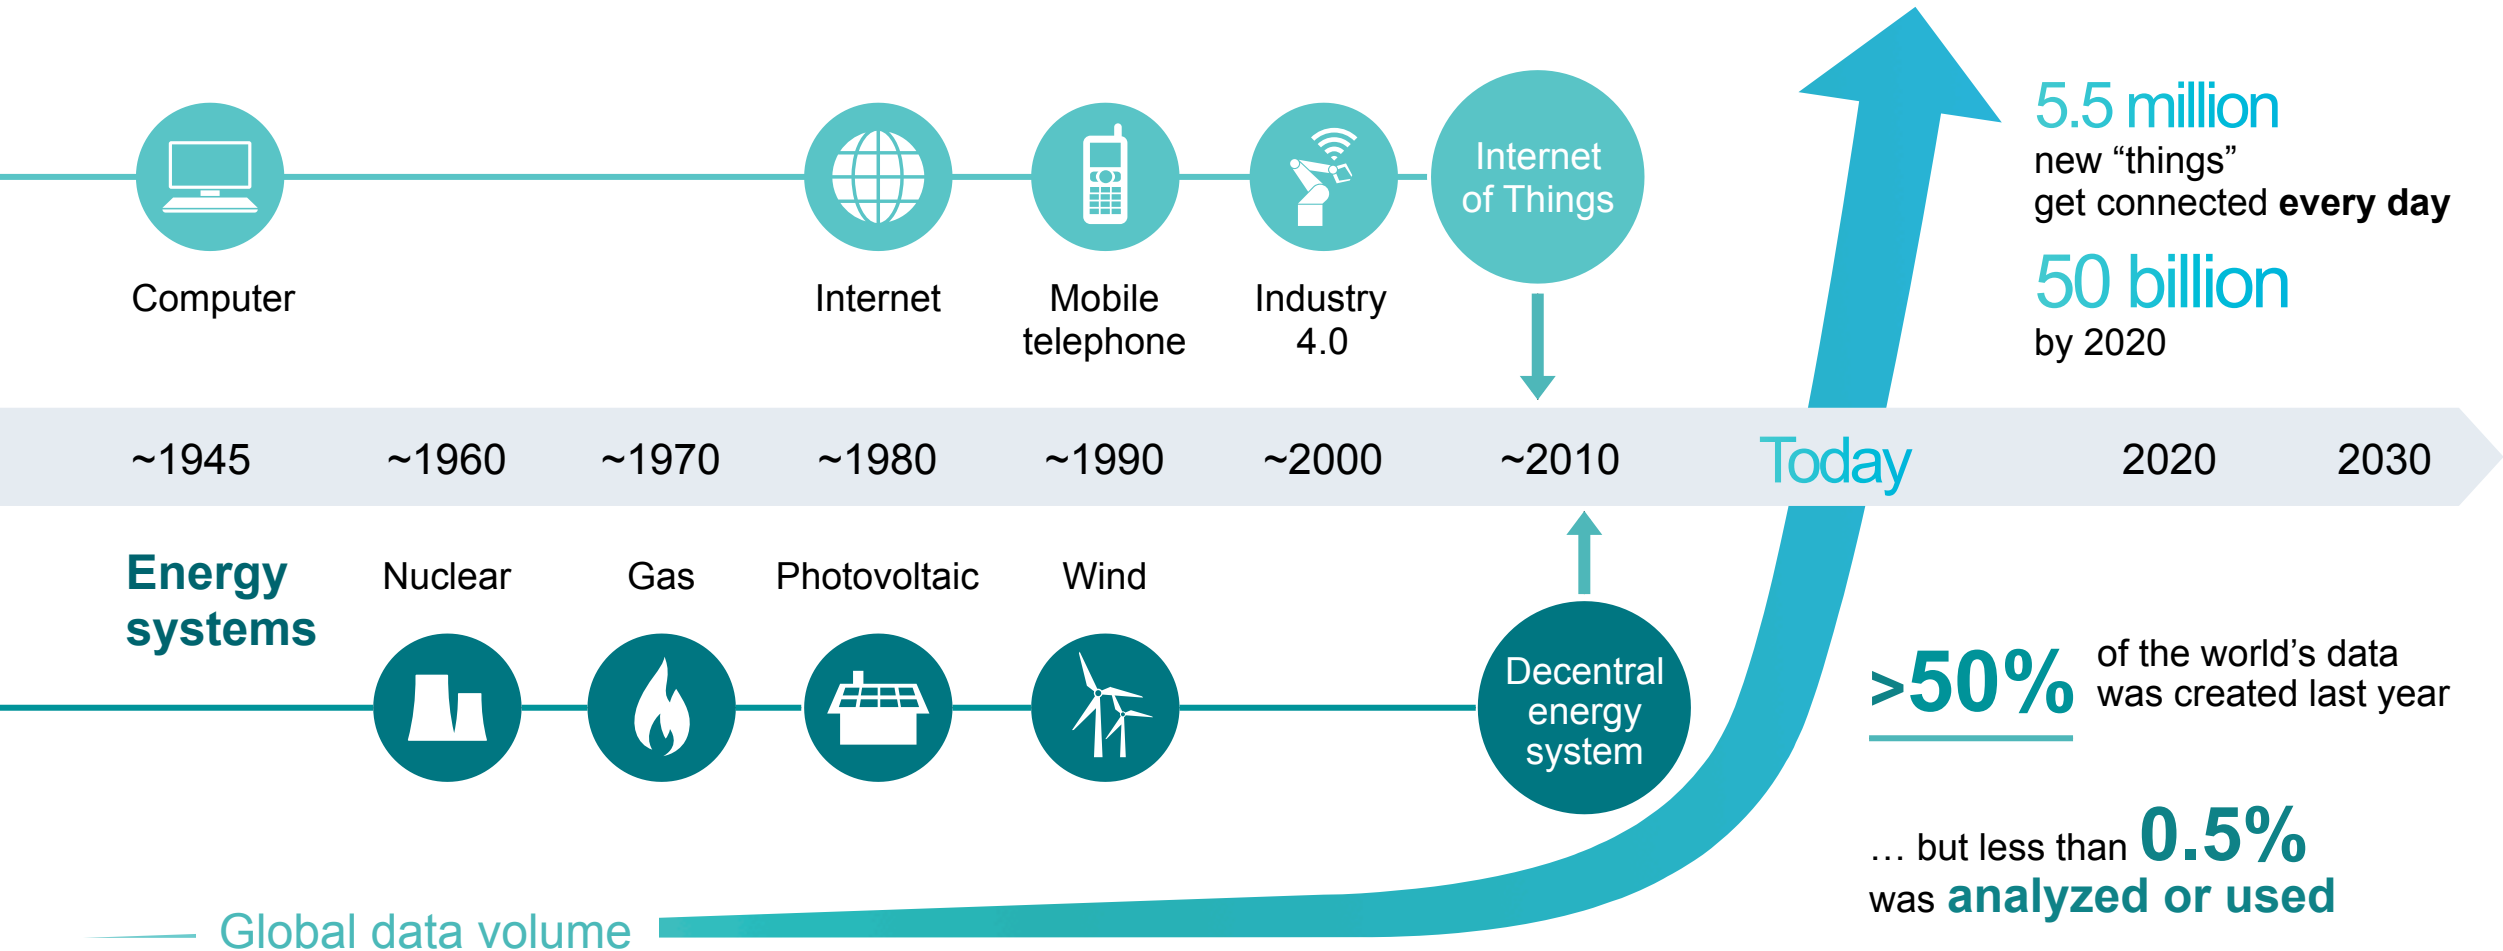 5.5 million
new “things”
get connected every day
50 billion
by 2020
Internet
of Things
Computer
Internet
Mobile
telephone
Industry
4.0
~1945
~1960
~1970
~1980
~1990
~2000
~2010
Today
2020
2030
Energy
systems
Nuclear
Gas
Photovoltaic
Wind
Decentral
energy
system
>50%
of the world’s data
was created last year
… but less than 0.5%
was analyzed or used
Global data volume